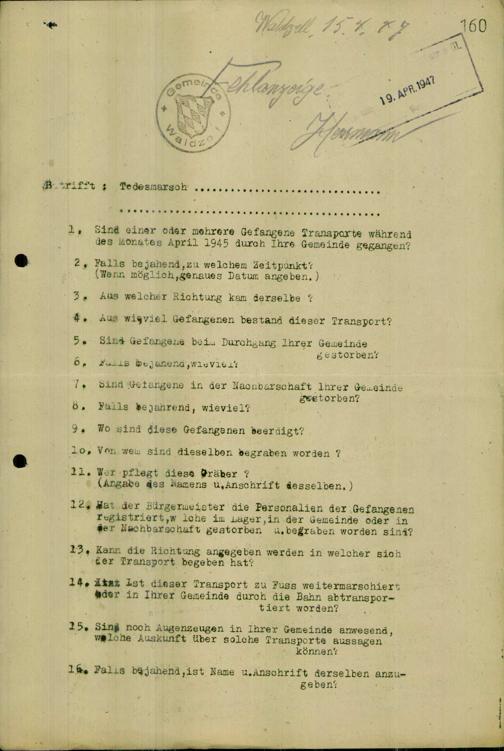 Waldzell, 15.4.47
160
19. APR. 1947
Gemeinde
Waldzell
Fehlanzeige
Herrmann
Betrifft : Todesmarsch ..............................
..................................
1. Sind einer oder mehrere Gefangene Transporte während
des Monates April 1945 durch Ihre Gemeinde gegangen?
2. Falls bejahend,zu welchem Zeitpunkt?
(Wenn möglich,genaues Datum angeben.)
3. Aus welcher Richtung kam derselbe ?
4. Aus wieviel Gefangenen bestand dieser Transport?
5. Sind Gefangene beim Durchgang Ihrer Gemeinde
gestorben?
6. Falls bejahend,wieviel?
7. Sind Gefangene in der Nachbarschaft Ihrer Gemeinde
gestorben?
8. Falls bejahrend, wieviel?
9. Wo sind diese Gefangenen beerdigt?
10. Von wem sind dieselben begraben worden ?
11. Wer pflegt diese Gräber ?
(Angabe des Namens u.Anschrift desselben.)
12. Hat der Bürgermeister die Personalien der Gefangenen
registriert,w lche im Lager,in der Gemeinde oder in
der Nachbarschaft gestorben u.begraben worden sind?
13. Kann die Richtung angegeben werden in welcher sich
der Transport begeben hat?
14. Ist dieser Transport zu Fuss weitermarschiert
oder in Ihrer Gemeinde durch die Bahn abtranspor-
tiert worden?
15. Sind noch Augenzeugen in Ihrer Gemeinde anwesend,
welche Auskunft über solche Transporte aussagen
können?
16. Falls bejahend,ist Name u.Anschrift derselben anzu-
geben?